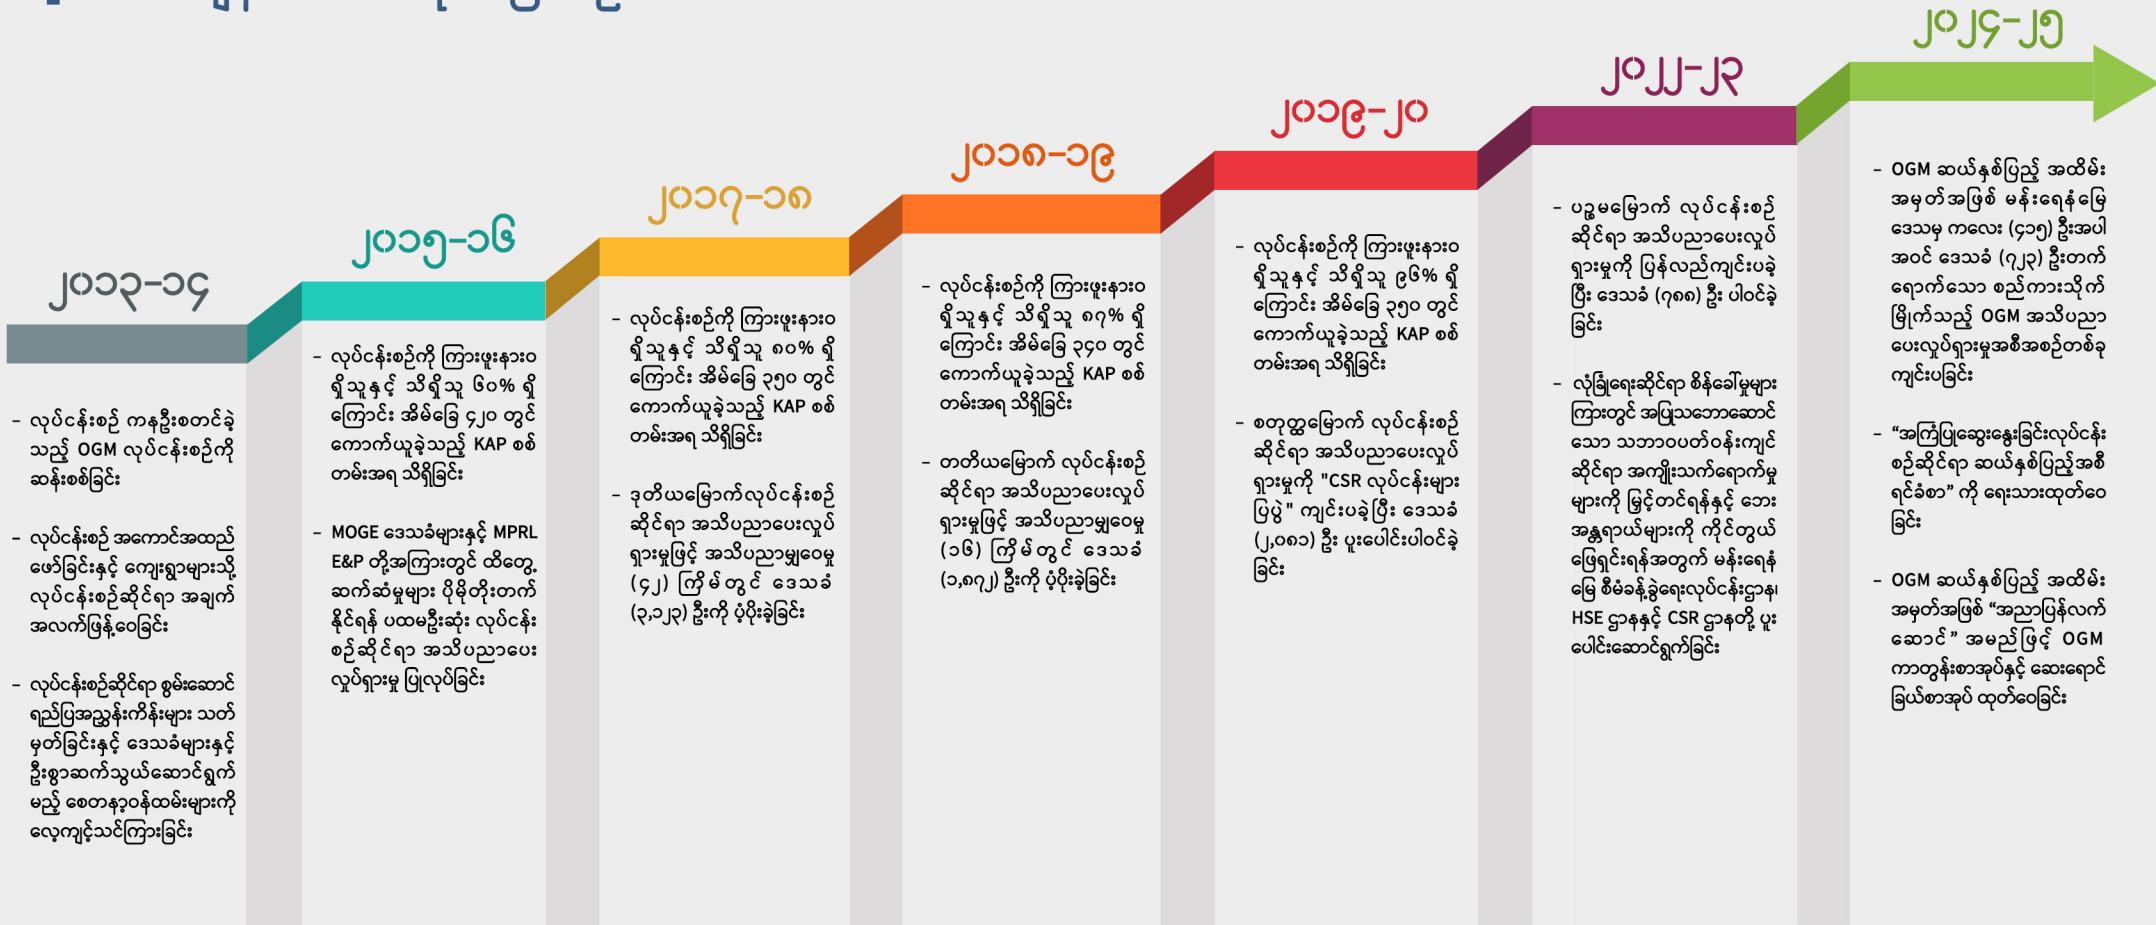 ၂၀၁၃-၁၄
- လုပ်ငန်းစဉ် ကနဦးစတင်ခဲ့
သည့် OGM လုပ်ငန်းစဉ်ကို
ဆန်းစစ်ခြင်း
- လုပ်ငန်းစဉ် အကောင်အထည်
ဖော်ခြင်းနှင့် ကျေးရွာများသို့
လုပ်ငန်းစဉ်ဆိုင်ရာ အချက်
အလက်ဖြန့်ဝေခြင်း
- လုပ်ငန်းစဉ်ဆိုင်ရာ စွမ်းဆောင်
ရည်ပြအညွှန်းကိန်းများ သတ်
မှတ်ခြင်းနှင့် ဒေသခံများနှင့်
ဦးစွာဆက်သွယ်ဆောင်ရွက်
မည့် စေတနာ့ဝန်ထမ်းများကို
လေ့ကျင့်သင်ကြားခြင်း
၂၀၁၅-၁၆
- လုပ်ငန်းစဉ်ကို ကြားဖူးနားဝ
ရှိသူနှင့် သိရှိသူ ၆၀% ရှိ
ကြောင်း အိမ်ခြေ ၄၂၀ တွင်
ကောက်ယူခဲ့သည့် KAP စစ်
တမ်းအရ သိရှိခြင်း
- MOGE ဒေသခံများနှင့် MPRL
E&P တို့အကြားတွင် ထိတွေ့
ဆက်ဆံမှုများ ပိုမိုတိုးတက်
နိုင်ရန် ပထမဦးဆုံး လုပ်ငန်း
စဉ်ဆိုင်ရာ အသိပညာပေး
လှုပ်ရှားမှု ပြုလုပ်ခြင်း
၂၀၁၇-၁၈
- လုပ်ငန်းစဉ်ကို ကြားဖူးနားဝ
ရှိသူနှင့် သိရှိသူ ၈၀% ရှိ
ကြောင်း အိမ်ခြေ ၃၅၀ တွင်
ကောက်ယူခဲ့သည့် KAP စစ်
တမ်းအရ သိရှိခြင်း
- ဒုတိယမြောက်လုပ်ငန်းစဉ်
ဆိုင်ရာ အသိပညာပေးလှုပ်
ရှားမှုဖြင့် အသိပညာမျှဝေမှု
(၄၂) ကြိမ်တွင် ဒေသခံ
(၃,၁၂၃) ဦးကို ပံ့ပိုးခဲ့ခြင်း
၂၀၁၈-၁၉
- လုပ်ငန်းစဉ်ကို ကြားဖူးနားဝ
ရှိသူနှင့် သိရှိသူ ၈၇% ရှိ
ကြောင်း အိမ်ခြေ ၃၄၀ တွင်
ကောက်ယူခဲ့သည့် KAP စစ်
တမ်းအရ သိရှိခြင်း
- တတိယမြောက် လုပ်ငန်းစဉ်
ဆိုင်ရာ အသိပညာပေးလှုပ်
ရှားမှုဖြင့် အသိပညာမျှဝေမှု
(၁၆) ကြိမ်တွင် ဒေသခံ
(၁,၈၇၂) ဦးကို ပံ့ပိုးခဲ့ခြင်း
၂၀၁၉-၂၀
- လုပ်ငန်းစဉ်ကို ကြားဖူးနားဝ
ရှိသူနှင့် သိရှိသူ ၉၆% ရှိ
ကြောင်း အိမ်ခြေ ၃၅၀ တွင်
ကောက်ယူခဲ့သည့် KAP စစ်
တမ်းအရ သိရှိခြင်း
- စတုတ္ထမြောက် လုပ်ငန်းစဉ်
ဆိုင်ရာ အသိပညာပေးလှုပ်
ရှားမှုကို "CSR လုပ်ငန်းများ
ပြပွဲ" ကျင်းပခဲ့ပြီး ဒေသခံ
(၂,၀၈၁) ဦး ပူးပေါင်းပါဝင်ခဲ့
ခြင်း
၂၀၂၂-၂၃
- ပဉ္စမမြောက် လုပ်ငန်းစဉ်
ဆိုင်ရာ အသိပညာပေးလှုပ်
ရှားမှုကို ပြန်လည်ကျင်းပခဲ့
ပြီး ဒေသခံ (၇၈၈) ဦး ပါဝင်ခဲ့
ခြင်း
- လုံခြုံရေးဆိုင်ရာ စိန်ခေါ်မှုများ
ကြားတွင် အပြုသဘောဆောင်
သော သဘာဝပတ်ဝန်းကျင်
ဆိုင်ရာ အကျိုးသက်ရောက်မှု
များကို မြှင့်တင်ရန်နှင့် ဘေး
အန္တရာယ်များကို ကိုင်တွယ်
ဖြေရှင်းရန်အတွက် မန်းရေနံ
မြေ စီမံခန့်ခွဲရေးလုပ်ငန်းဌာန၊
HSE ဌာနနှင့် CSR ဌာနတို့ ပူး
ပေါင်းဆောင်ရွက်ခြင်း
၂၀၂၄-၂၅
- OGM ဆယ်နှစ်ပြည့် အထိမ်း
အမှတ်အဖြစ် မန်းရေနံမြေ
ဒေသမှ ကလေး (၄၁၅) ဦးအပါ
အဝင် ဒေသခံ (၇၂၃) ဦးတက်
ရောက်သော စည်ကားသိုက်
မြိုက်သည့် OGM အသိပညာ
ပေးလှုပ်ရှားမှုအစီအစဉ်တစ်ခု
ကျင်းပခြင်း
- “အကြံပြုဆွေးနွေးခြင်းလုပ်ငန်း
စဉ်ဆိုင်ရာ ဆယ်နှစ်ပြည့်အစီ
ရင်ခံစာ” ကို ရေးသားထုတ်ဝေ
ခြင်း
- OGM ဆယ်နှစ်ပြည့် အထိမ်း
အမှတ်အဖြစ် “အညာပြန်လက်
ဆောင်” အမည်ဖြင့် OGM
ကာတွန်းစာအုပ်နှင့် ဆေးရောင်
ခြယ်စာအုပ် ထုတ်ဝေခြင်း